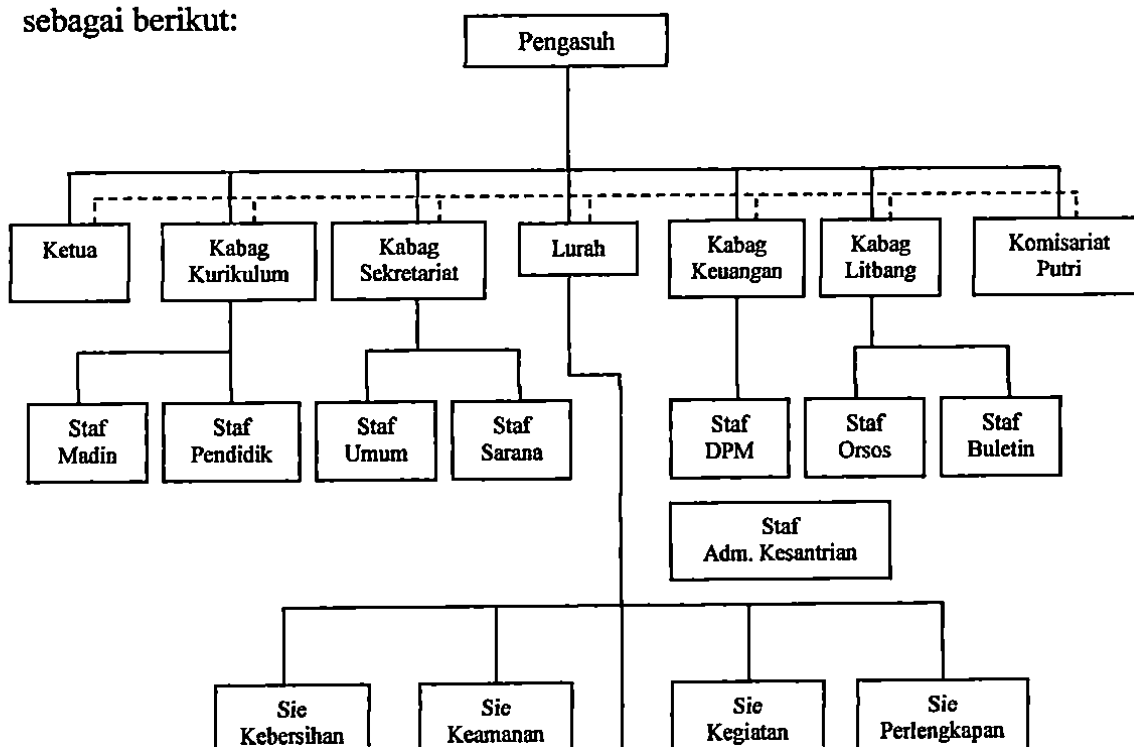 sebagai berikut:
Pengasuh
Ketua
Kabag
Kurikulum
Kabag
Sekretariat
Lurah
Kabag
Keuangan
Kabag
Litbang
Komisariat
Putri
Staf
Madin
Staf
Pendidik
Staf
Umum
Staf
Sarana
Staf
DPM
Staf
Orsos
Staf
Buletin
Staf
Adm. Kesantrian
Sie
Kebersihan
Sie
Keamanan
Sie
Kegiatan
Sie
Perlengkapan